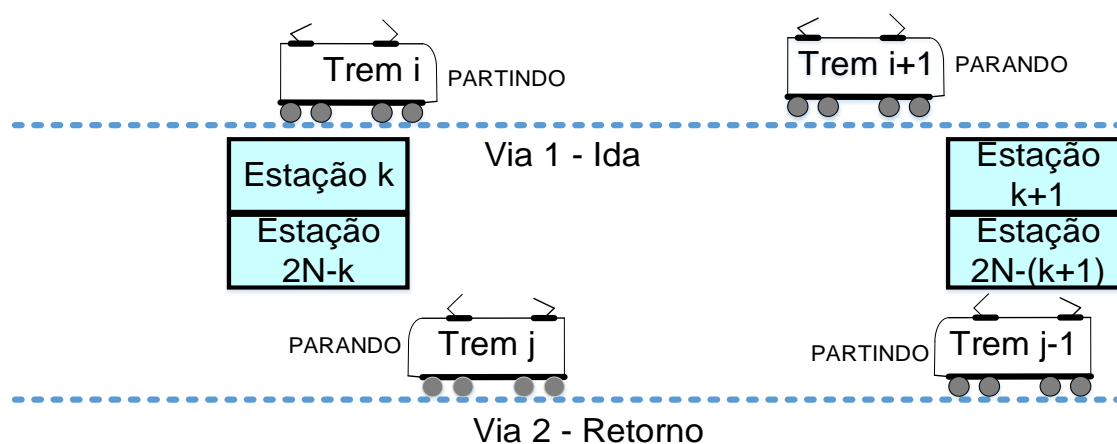 Trem i
PARTINDO
Trem i+1
PARANDO
Via 1 - Ida
Estação k
Estação
2N-k
Estação
k+1
Estação
2N-(k+1)
PARANDO
Trem j
PARTINDO
Trem j-1
Via 2 - Retorno